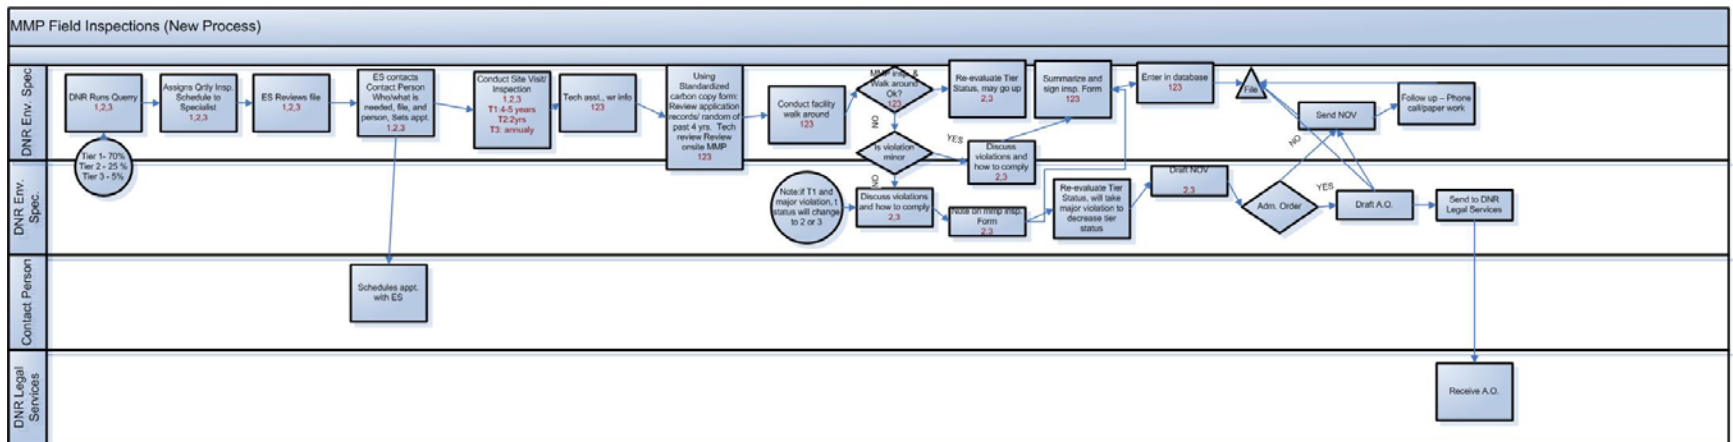 MMP Field Inspections (New Process)
DNR Env. Spec
DNR Runs Querry
1,2,3
Tier 1- 70%
Tier 2 - 25 %
Tier 3 - 5%
Assigns Qrtly Insp.
Schedule to
Specialist
1,2,3
ES Reviews file
1,2,3
ES contacts
Contact Person
Who/what is
needed, file, and
person, Sets appt.
1,2,3
Conduct Site Visit/
Inspection
1,2,3
T1:4-5 years
T2:2yrs
T3: annualy
Tech asst., wr info
123
Using
Standardized
carbon copy form:
Review application
records/ random of
past 4 yrs. Tech
review Review
onsite MMP
123
Conduct facility
walk around
123
MMP insp. &
Walk around
Ok?
123
NO
Is violation
minor
YES
NO
Re-evaluate Tier
Status, may go up
2,3
Summarize and
sign insp. Form
123
Discuss
violations and
how to comply
2,3
Enter in database
123
File
Send NOV
Follow up – Phone
call/paper work
NO
DNR Env.
Spec.
Note:if T1 and
major violation, t
status will change
to 2 or 3
Discuss violations
and how to comply
2,3
Note on mmp insp.
Form
2,3
Re-evaluate Tier
Status, will take
major violation to
decrease tier
status
Draft NOV
2,3
Adm. Order
YES
Draft A.O.
Send to DNR
Legal Services
Contact Person
Schedules appt.
with ES
DNR Legal
Services
Receive A.O.